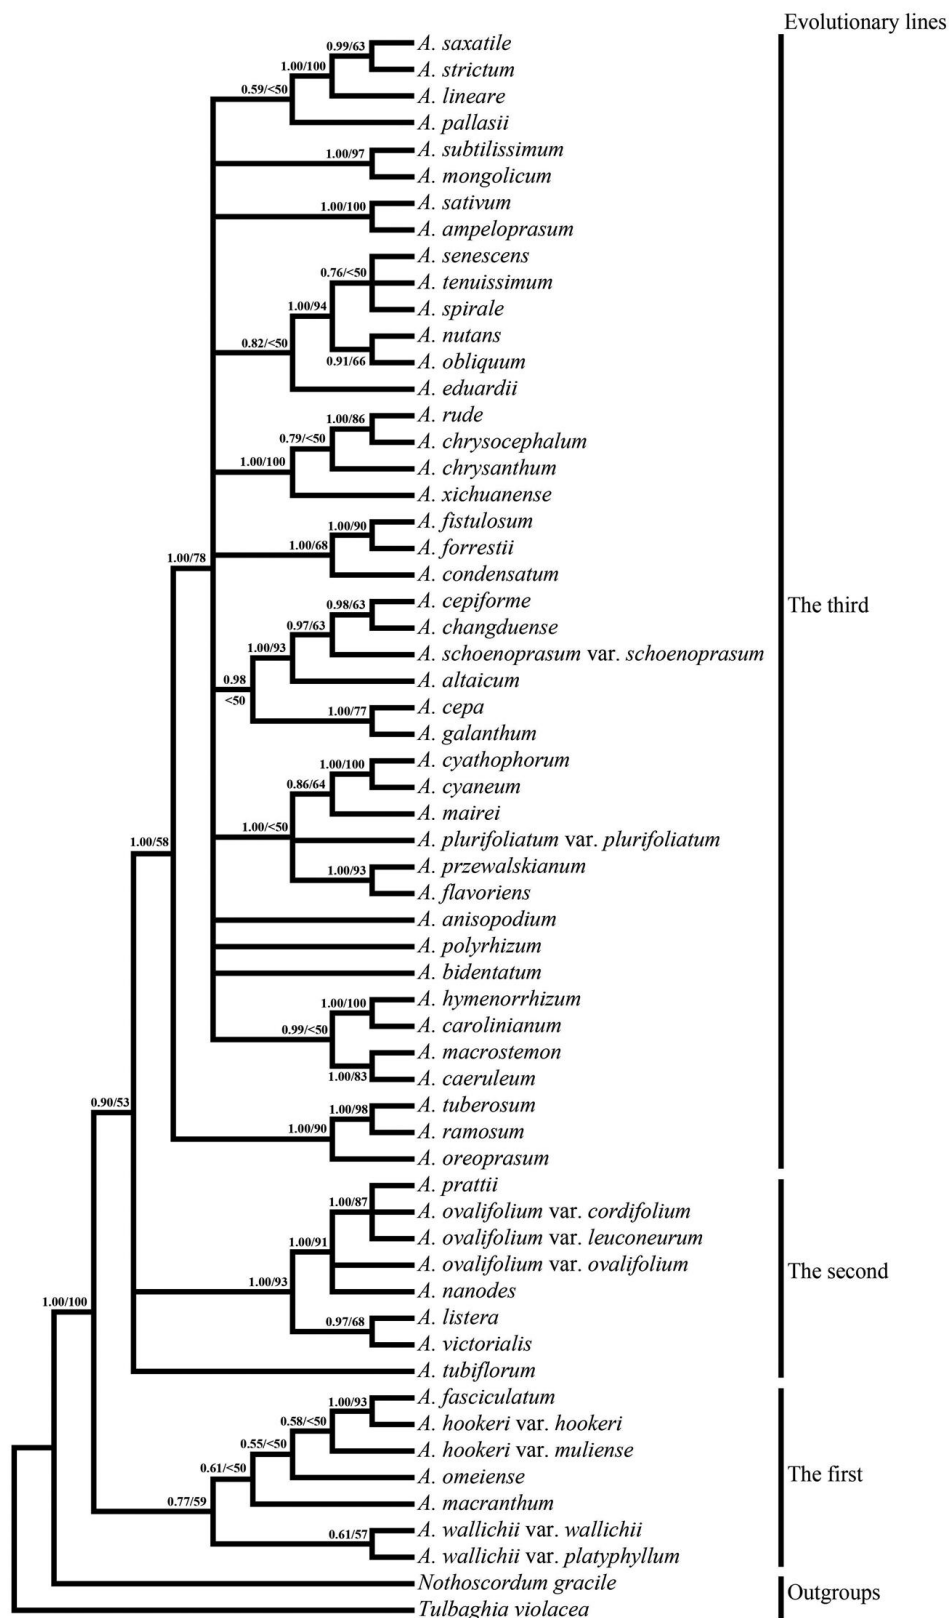 Evolutionary lines
0.99/63
A. saxatile
1.00/100
A. strictum
0.59/<50
A. lineare
A. pallasii
1.00/97
A. subtilissimum
A. mongolicum
1.00/100
A. sativum
A. ampeloprasum
A. senescens
0.76/<50
A. tenuissimum
1.00/94
A. spirale
0.82/<50
A. nutans
0.91/66
A. obliquum
A. eduardii
1.00/86
A. rude
0.79/<50
A. chrysocephalum
1.00/100
A. chrysanthum
A. xichuanense
1.00/90
A. fistulosum
1.00/68
A. forrestii
1.00/78
A. condensatum
0.98/63
A. cepiforme
The third
0.97/63
A. changduense
1.00/93
A. schoenoprasum var. schoenoprasum
0.98
<50
A. altaicum
1.00/77
A. cepa
A. galanthum
1.00/100
A. cyathophorum
0.86/64
A. cyaneum
A. mairei
1.00/<50
A. plurifoliatum var. plurifoliatum
1.00/58
1.00/93
A. przewalskianum
A. flavoriens
A. anisopodium
A. polyrhizum
A. bidentatum
1.00/100
A. hymenorrhizum
0.99/<50
A. carolinianum
A. macrostemon
1.00/83
A. caeruleum
0.90/53
1.00/98
A. tuberosum
1.00/90
A. ramosum
A. oreoprasum
A. prattii
1.00/87
A. ovalifolium var. cordifolium
1.00/91
A. ovalifolium var. leuconeurum
A. ovalifolium var. ovalifolium
The second
1.00/93
A. nanodes
1.00/100
0.97/68
A. listera
A. victorialis
A. tubiflorum
1.00/93
A. fasciculatum
0.58/<50
A. hookeri var. hookeri
0.55/<50
A. hookeri var. muliense
0.61/<50
A. omeiense
The first
0.77/59
A. macranthum
0.61/57
A. wallichii var. wallichii
A. wallichii var. platyphyllum
Nothoscordum gracile
Outgroups
Tulbaghia violacea